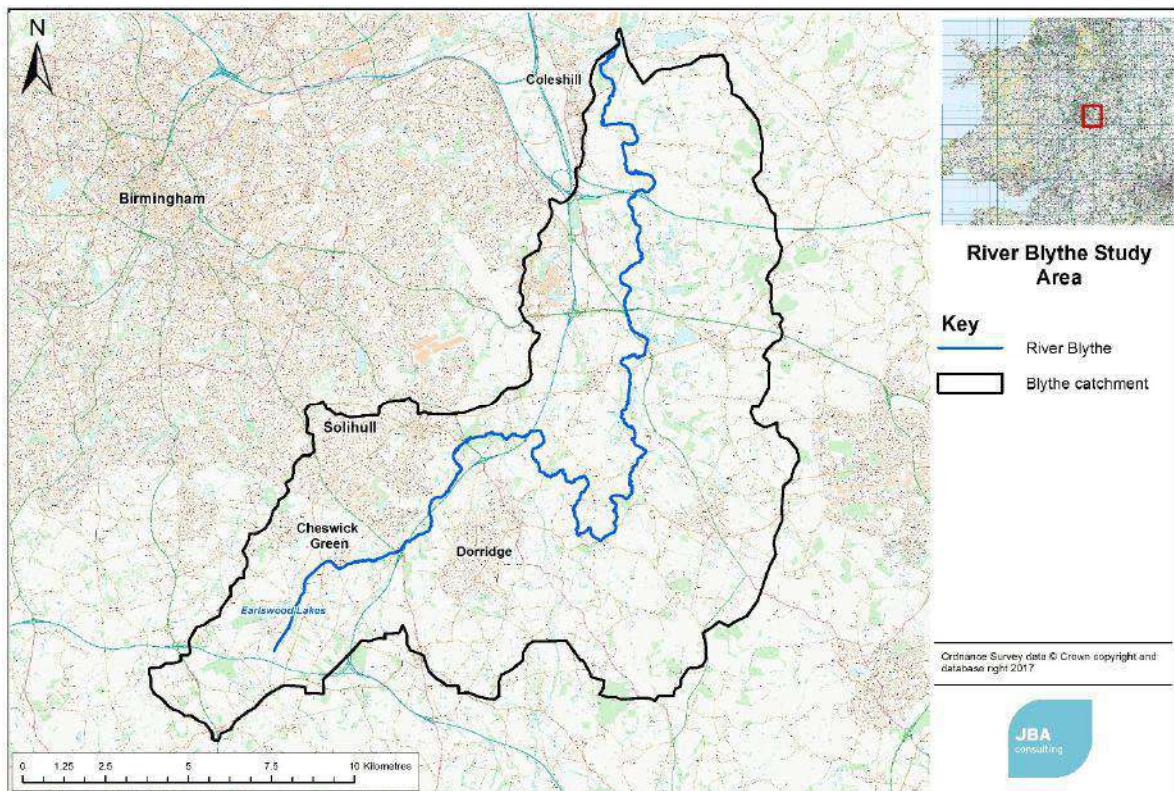 N
Coleshill
Birmingham
Solihull
Cheswick
Green
Dorridge
Earlswood Lakes
0 1.25 2.5 5 7.5 10 Kilometres
River Blythe Study
Area
Key
River Blythe
Blythe catchment
Ordnance Survey data © Crown copyright and
database right 2017
JBA
consulting